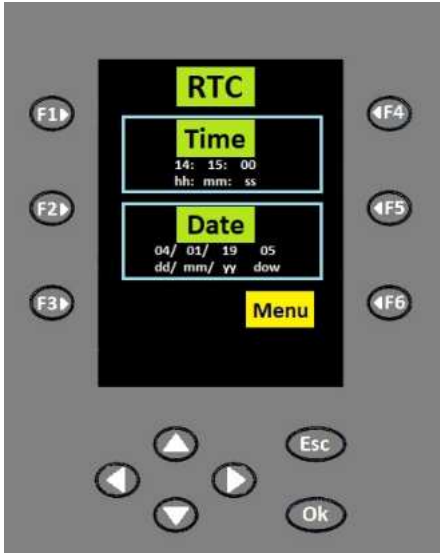 RTC
F1
F4
Time
14: 15: 00
hh: mm: ss
F2
F5
Date
04/ 01/ 19 05
dd/ mm/ yy dow
F3
Menu
F6
Esc
Ok